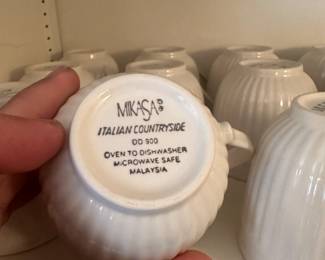 MIKASA
ITALIAN COUNTRYSIDE
DD 900
OVEN TO DISHWASHER
MICROWAVE SAFE
MALAYSIA